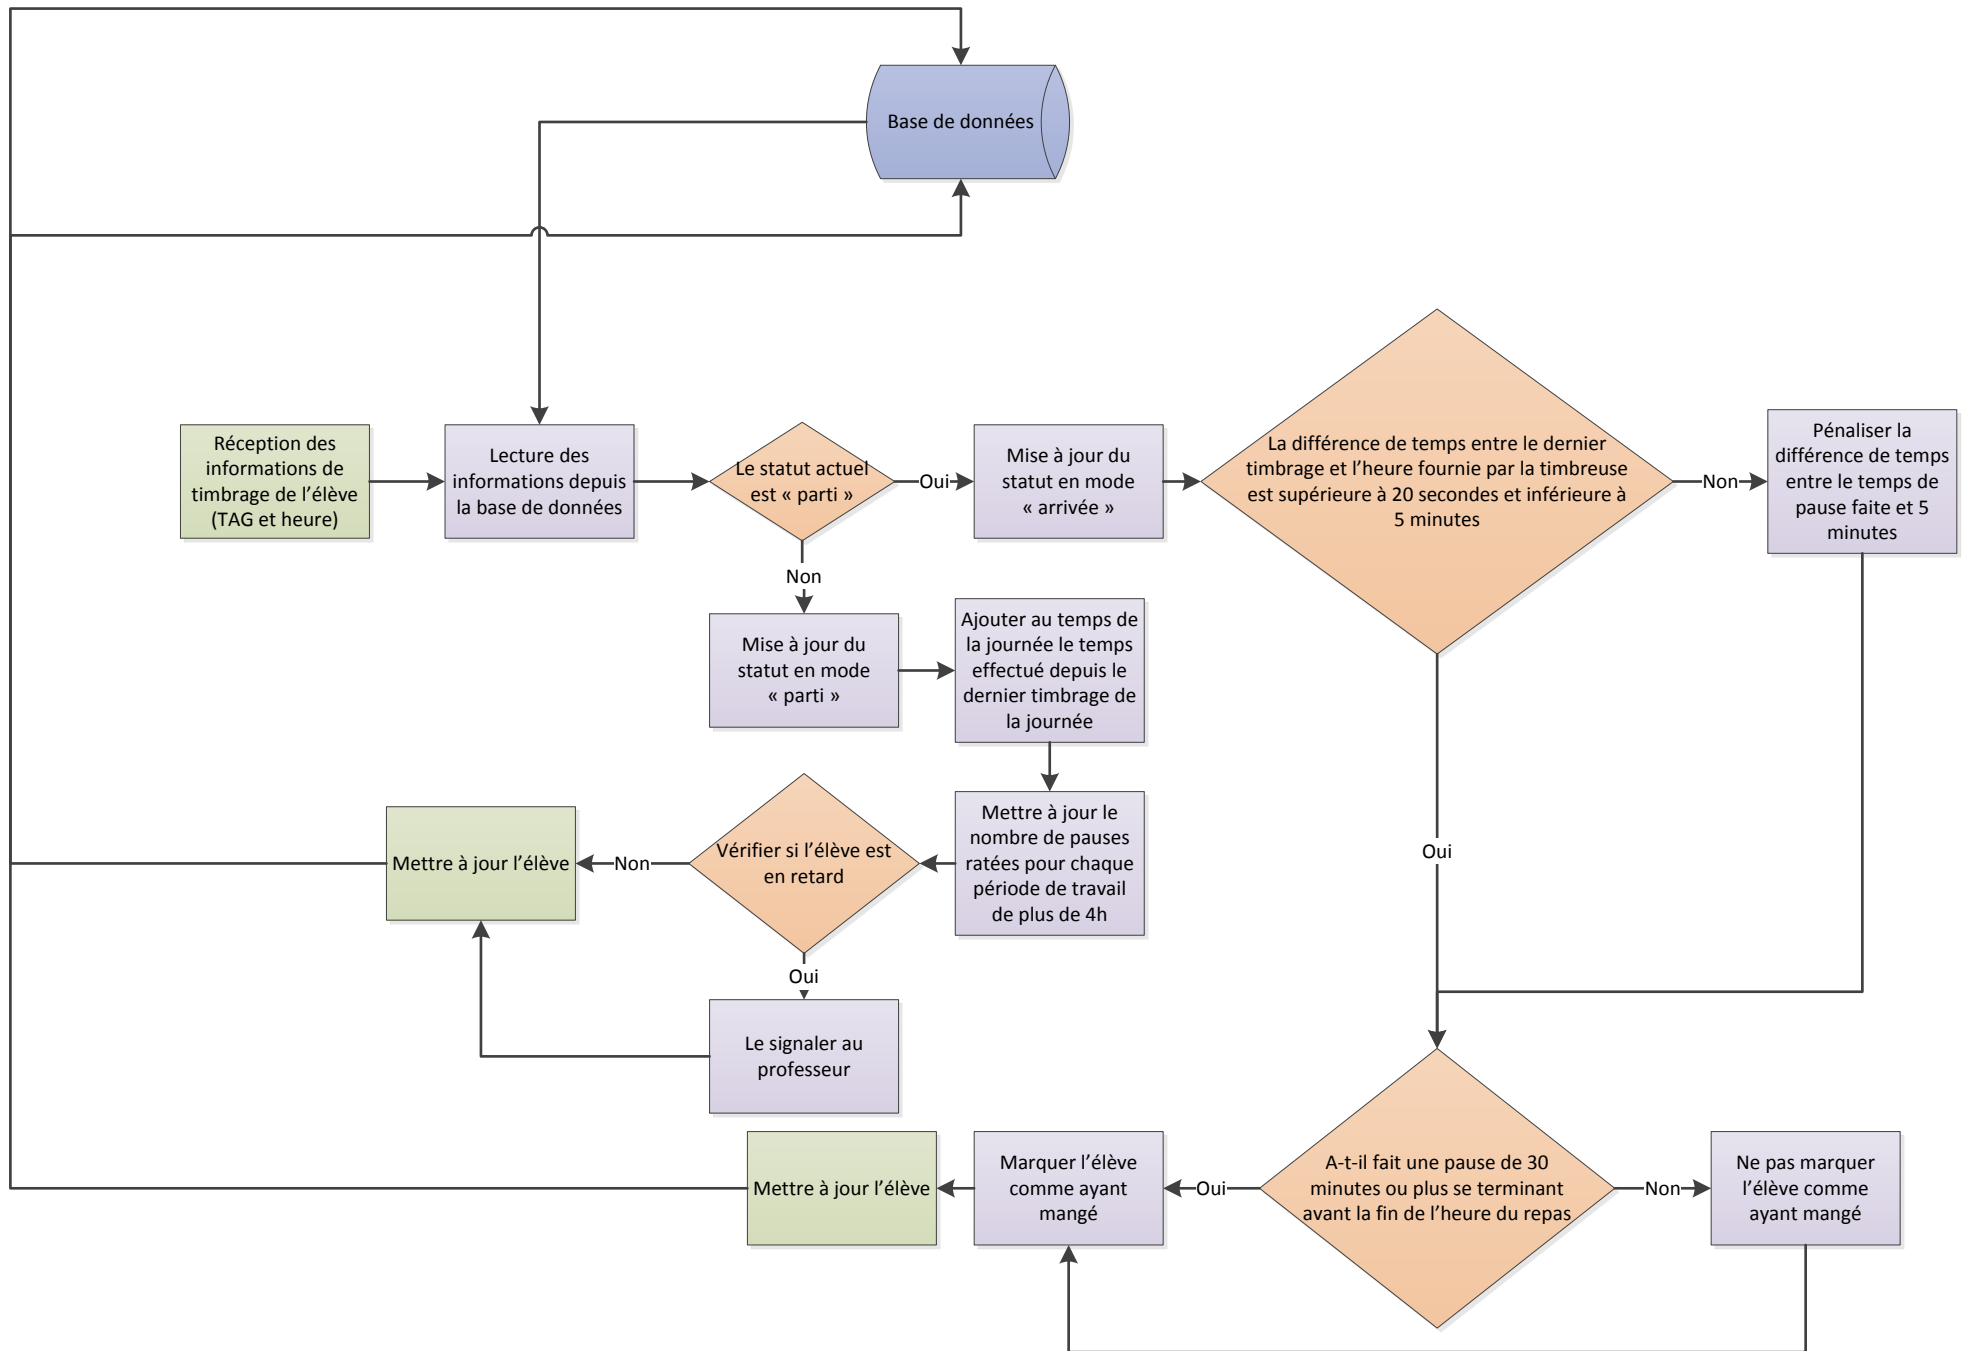 Base de données
Réception des
informations de
timbrage de l'élève
(TAG et heure)
Lecture des
informations depuis
la base de données
Le statut actuel
est « parti »
Oui
Mise à jour du
statut en mode
« arrivée »
La différence de temps entre le dernier
timbrage et l'heure fournie par la timbreuse
est supérieure à 20 secondes et inférieure à
5 minutes
Non
Pénaliser la
différence de temps
entre le temps de
pause faite et 5
minutes
Non
Mise à jour du
statut en mode
« parti »
Ajouter au temps de
la journée le temps
effectué depuis le
dernier timbrage de
la journée
Mettre à jour l'élève
Non
Vérifier si l'élève est
en retard
Mettre à jour le
nombre de pauses
ratées pour chaque
période de travail
de plus de 4h
Oui
Oui
Le signaler au
professeur
Mettre à jour l'élève
Marquer l'élève
comme ayant
mangé
Oui
A-t-il fait une pause de 30
minutes ou plus se terminant
avant la fin de l'heure du repas
Non
Ne pas marquer
l'élève comme
ayant mangé